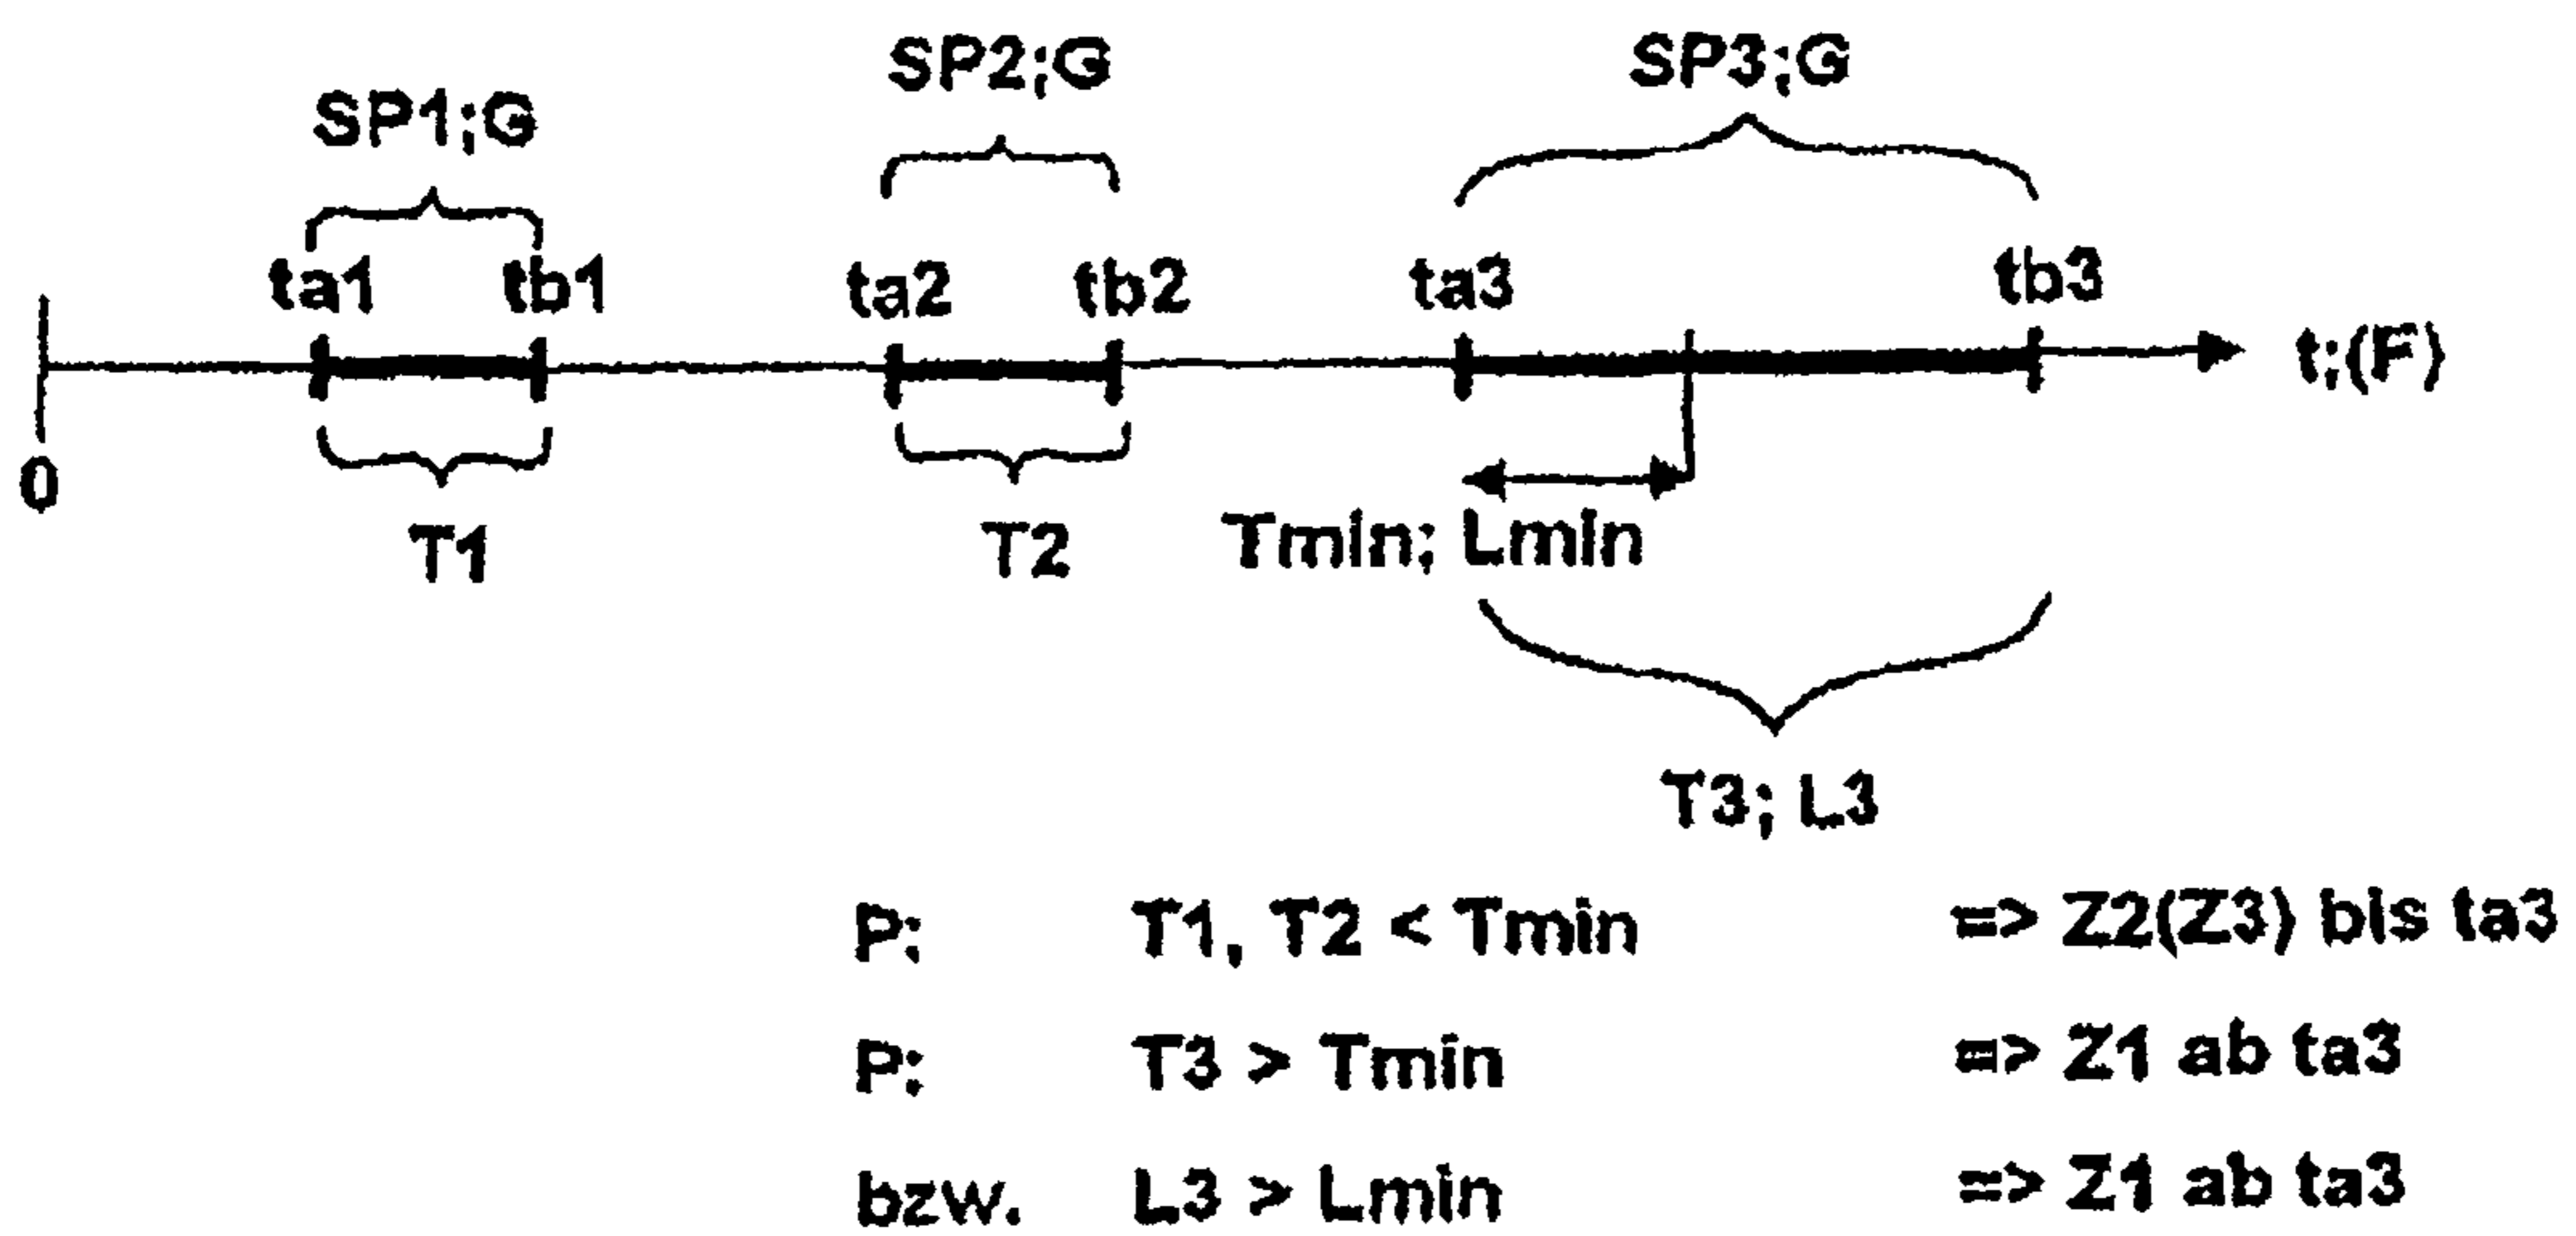 SP1;G SP2;G SP3;G
ta1 tb1 ta2 tb2 ta3 tb3
t;(F)
0
T1 T2 Tmin; Lmin
T3; L3
P: T1, T2 < Tmin => Z2(Z3) bis ta3
P: T3 > Tmin => Z1 ab ta3
bzw. L3 > Lmin => Z1 ab ta3